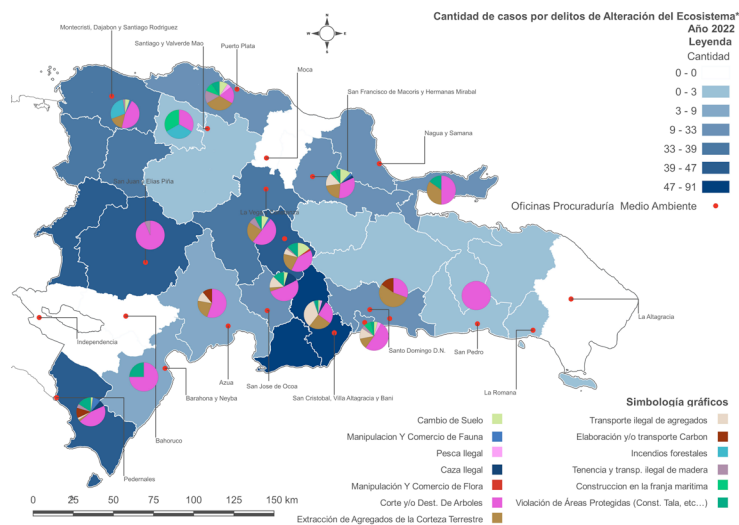 Cantidad de casos por delitos de Alteración del Ecosistema*
Año 2022
Leyenda
Cantidad
0 - 0
0 - 3
3 - 9
9 - 33
33 - 39
39 - 47
47 - 91
Oficinas Procuraduría Medio Ambiente
Montecristi, Dajabon y Santiago Rodríguez
Santiago y Valverde Mao
Puerto Plata
Moca
San Francisco de Macoris y Hermanas Mirabal
Nagua y Samana
San Juan y Elias Piña
La Vega
La Altagracia
Independencia
Santo Domingo D.N.
San Pedro
La Romana
Azua
San Jose de Ocoa
San Cristobal, Villa Altagracia y Bani
Barahona y Neyba
Bahoruco
Pedernales
Simbología gráficos
Cambio de Suelo
Manipulacion Y Comercio de Fauna
Pesca Ilegal
Caza Ilegal
Manipulación Y Comercio de Flora
Corte y/o Dest. De Arboles
Extracción de Agregados de la Corteza Terrestre
Transporte ilegal de agregados
Elaboración y/o transporte Carbon
Incendios forestales
Tenencia y transp. ilegal de madera
Construccion en la franja marítima
Violación de Áreas Protegidas (Const. Tala, etc...)
0 25 50 75 100 125 150 km